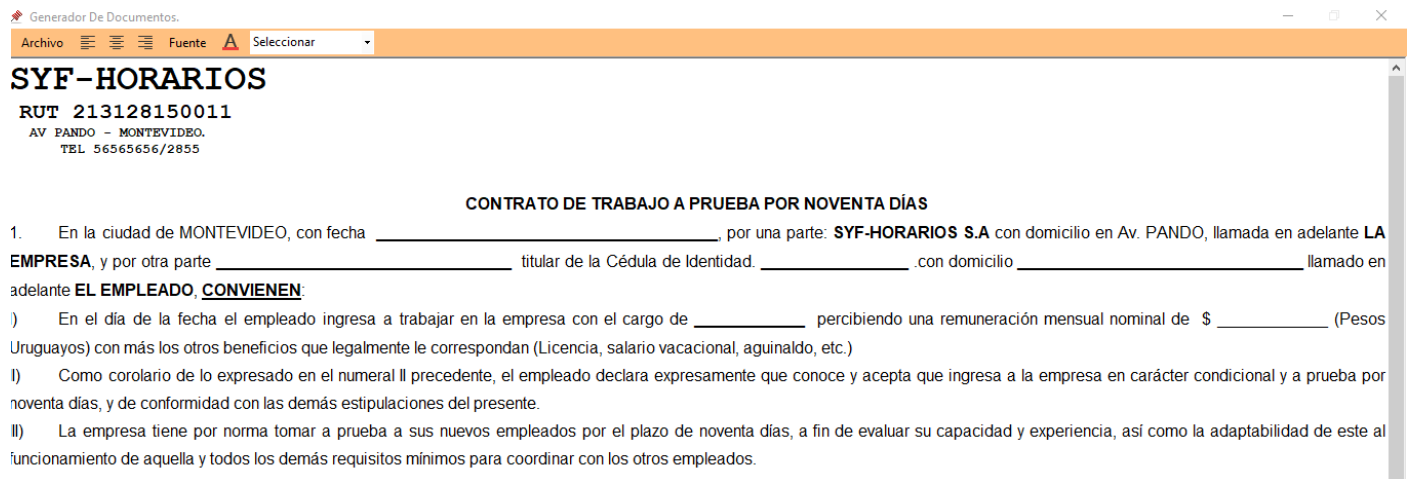 Generador De Documentos.
Archivo Fuente A Seleccionar
SYF-HORARIOS
RUT 213128150011
AV PANDO - MONTEVIDEO.
TEL 56565656/2855
CONTRATO DE TRABAJO A PRUEBA POR NOVENTA DÍAS
1. En la ciudad de MONTEVIDEO, con fecha ____________________, por una parte: SYF-HORARIOS S.A con domicilio en Av. PANDO, llamada en adelante LA
EMPRESA, y por otra parte ____________________ titular de la Cédula de Identidad. __________ .con domicilio ____________________ llamado en
adelante EL EMPLEADO, CONVIENEN:
I) En el día de la fecha el empleado ingresa a trabajar en la empresa con el cargo de __________ percibiendo una remuneración mensual nominal de $ __________ (Pesos
Uruguayos) con más los otros beneficios que legalmente le correspondan (Licencia, salario vacacional, aguinaldo, etc.)
II) Como corolario de lo expresado en el numeral II precedente, el empleado declara expresamente que conoce y acepta que ingresa a la empresa en carácter condicional y a prueba por
noventa días, y de conformidad con las demás estipulaciones del presente.
III) La empresa tiene por norma tomar a prueba a sus nuevos empleados por el plazo de noventa días, a fin de evaluar su capacidad y experiencia, así como la adaptabilidad de este al
funcionamiento de aquella y todos los demás requisitos mínimos para coordinar con los otros empleados.